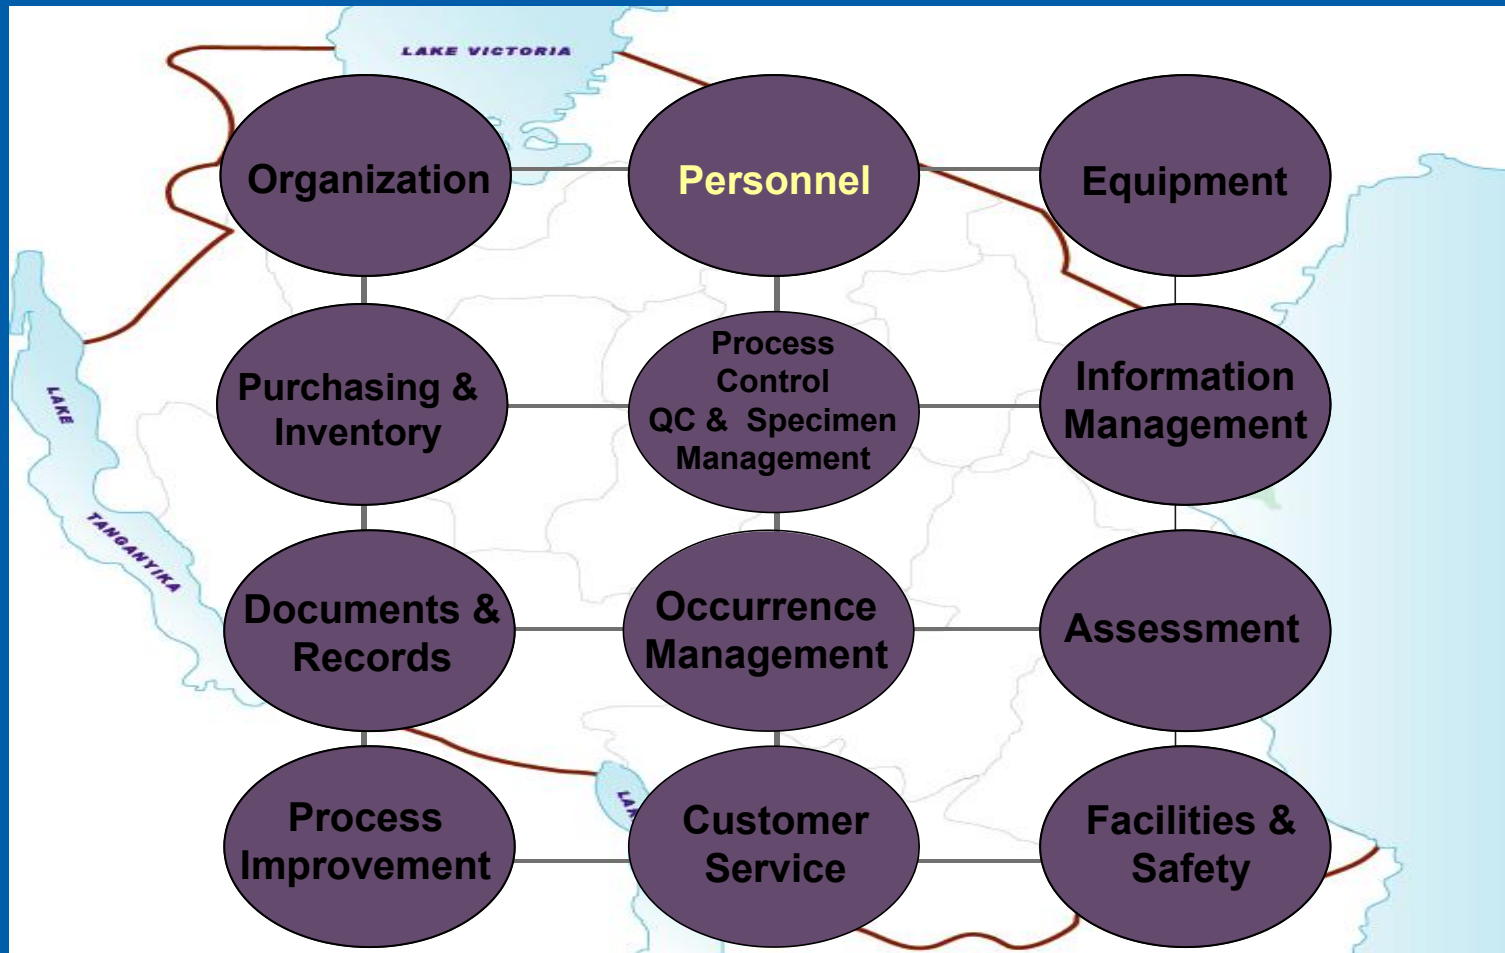 LAKE VICTORIA
Organization
Personnel
Equipment
Purchasing &
Inventory
Process
Control
QC & Specimen
Management
Information
Management
LAKE
TANGANYIKA
Documents &
Records
Occurrence
Management
Assessment
Process
Improvement
Customer
Service
Facilities &
Safety